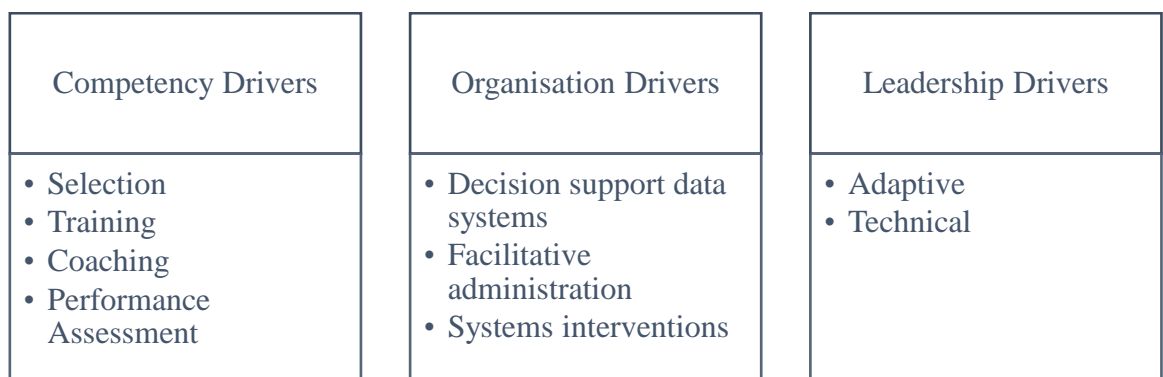 Competency Drivers
• Selection
• Training
• Coaching
• Performance
Assessment
Organisation Drivers
• Decision support data
systems
• Facilitative
administration
• Systems interventions
Leadership Drivers
• Adaptive
• Technical